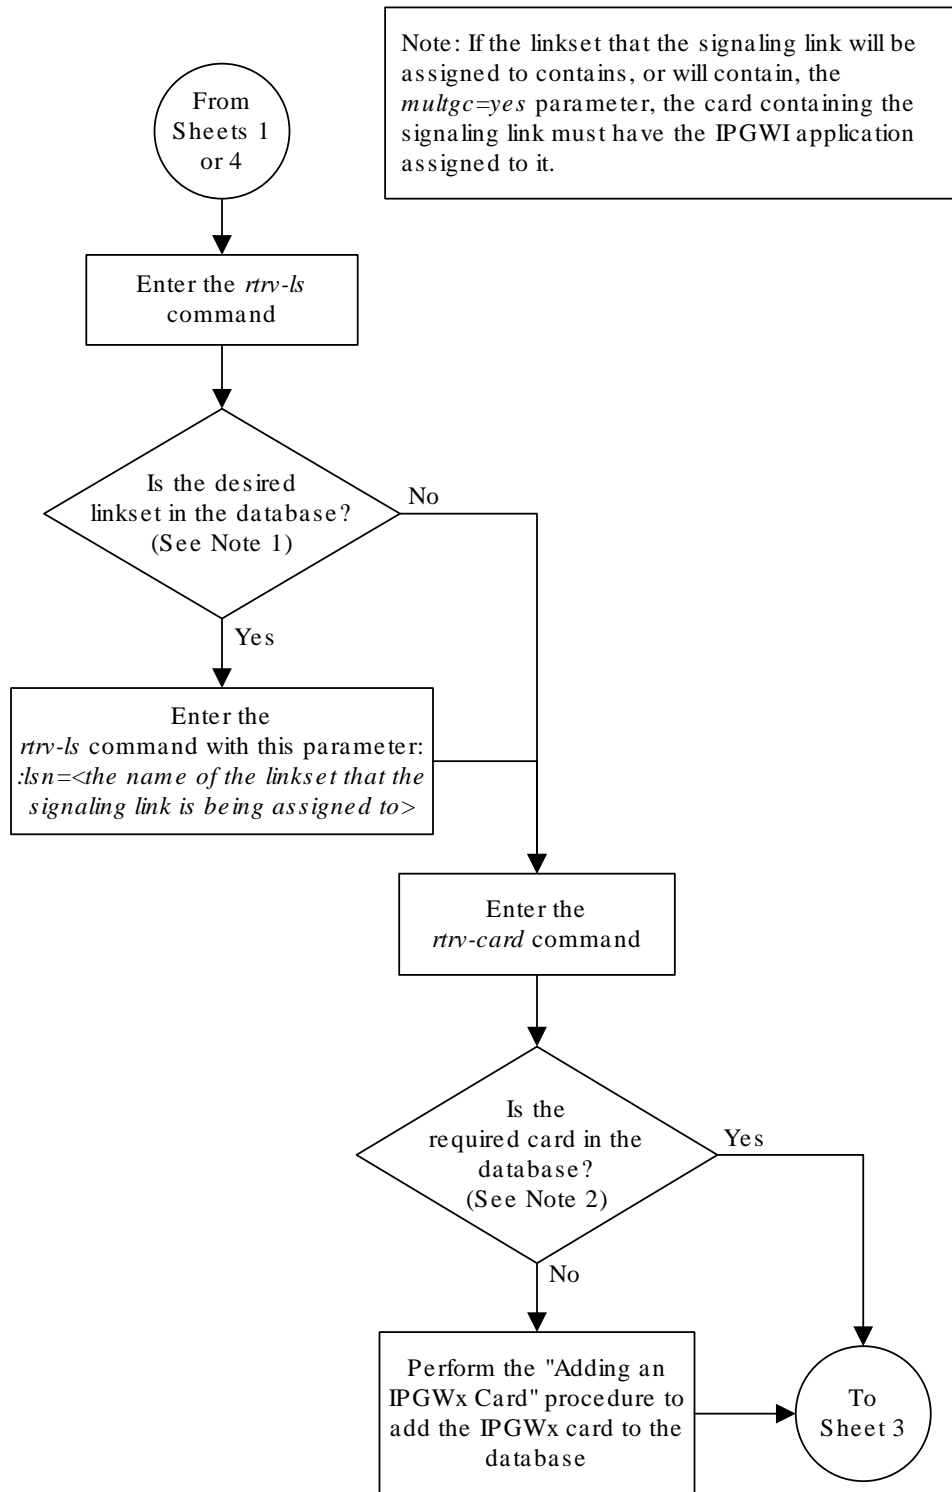 Note: If the linkset that the signaling link will be
assigned to contains, or will contain, the
multgc=yes parameter, the card containing the
signaling link must have the IPGWI application
assigned to it.
From
Sheets 1
or 4
Enter the rtrv-ls
command
Is the desired
linkset in the database?
(See Note 1)
No
Yes
Enter the
rtrv-ls command with this parameter:
:lsn=<the name of the linkset that the
signaling link is being assigned to>
Enter the
rtrv-card command
Is the
required card in the
database?
(See Note 2)
Yes
No
Perform the "Adding an
IPGWx Card" procedure to
add the IPGWx card to the
database
To
Sheet 3